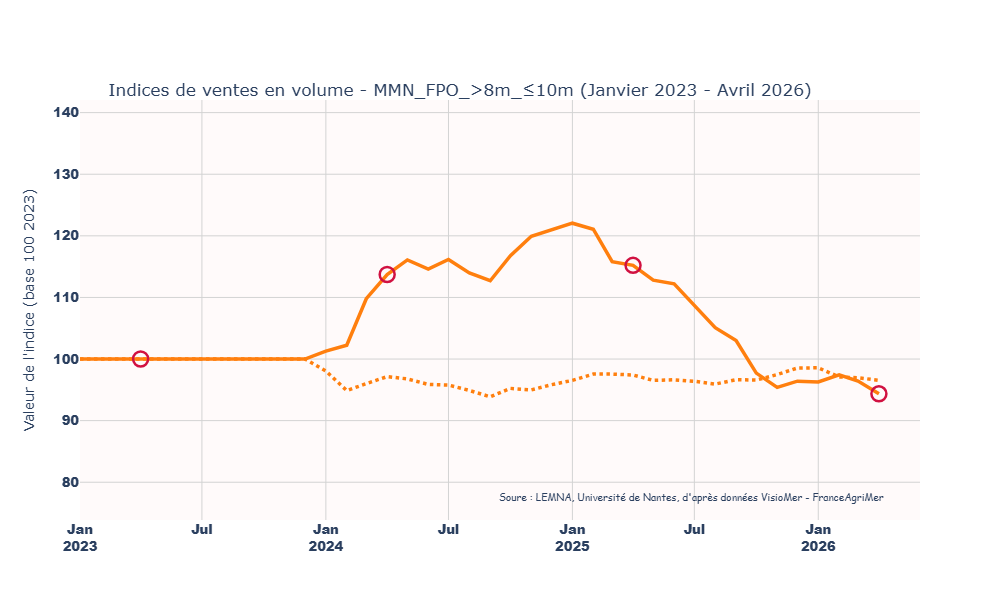 Indices de ventes en volume - MMN_FPO_>8m_≤10m (Janvier 2023 - Avril 2026)
Valeur de l'indice (base 100 2023)
140
130
120
110
100
90
80
Soure : LEMNA, Université de Nantes, d'après données VisioMer - FranceAgriMer
Jan Jul Jan Jul Jan Jul Jan
2023 2024 2025 2026